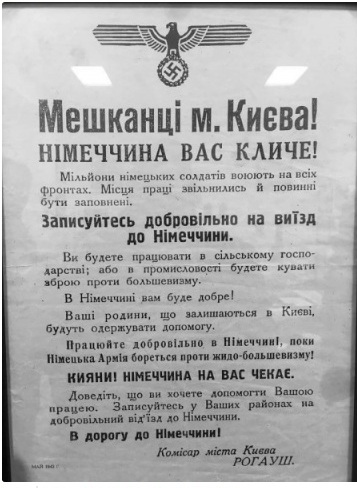 Мешканці м. Києва!
НІМЕЧЧИНА ВАС КЛИЧЕ!
Мільйони німецьких солдатів воюють на всіх
фронтах. Місця праці звільнились й повинні
бути заповнені.
Записуйтесь добровільно на виїзд
до Німеччини.
Ви будете працювати в сільському госпо-
дарстві; або в промисловості будете кувати
зброю проти большевизму.
В Німеччині вам буде добре!
Ваші родини, що залишаються в Києві,
будуть одержувати допомогу.
Працюйте добровільно в Німеччині, поки
Німецька Армія бореться проти жидо-большевизму!
КИЯНИ! НІМЕЧЧИНА НА ВАС ЧЕКАЄ.
Доведіть, що ви хочете допомогти Вашою
працею. Записуйтесь у Ваших районах на
добровільний від'їзд до Німеччини.
В дорогу до Німеччини!
Комісар міста Києва
РОГАУШ.